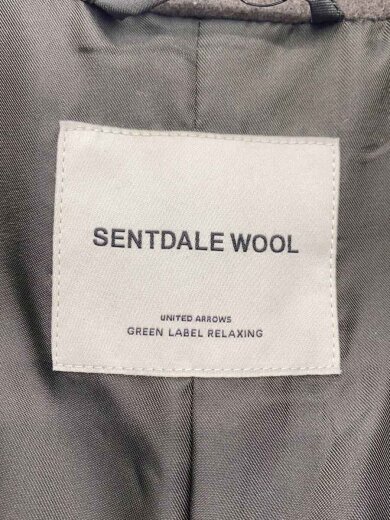 SENTDALE WOOL
UNITED ARROWS
GREEN LABEL RELAXING